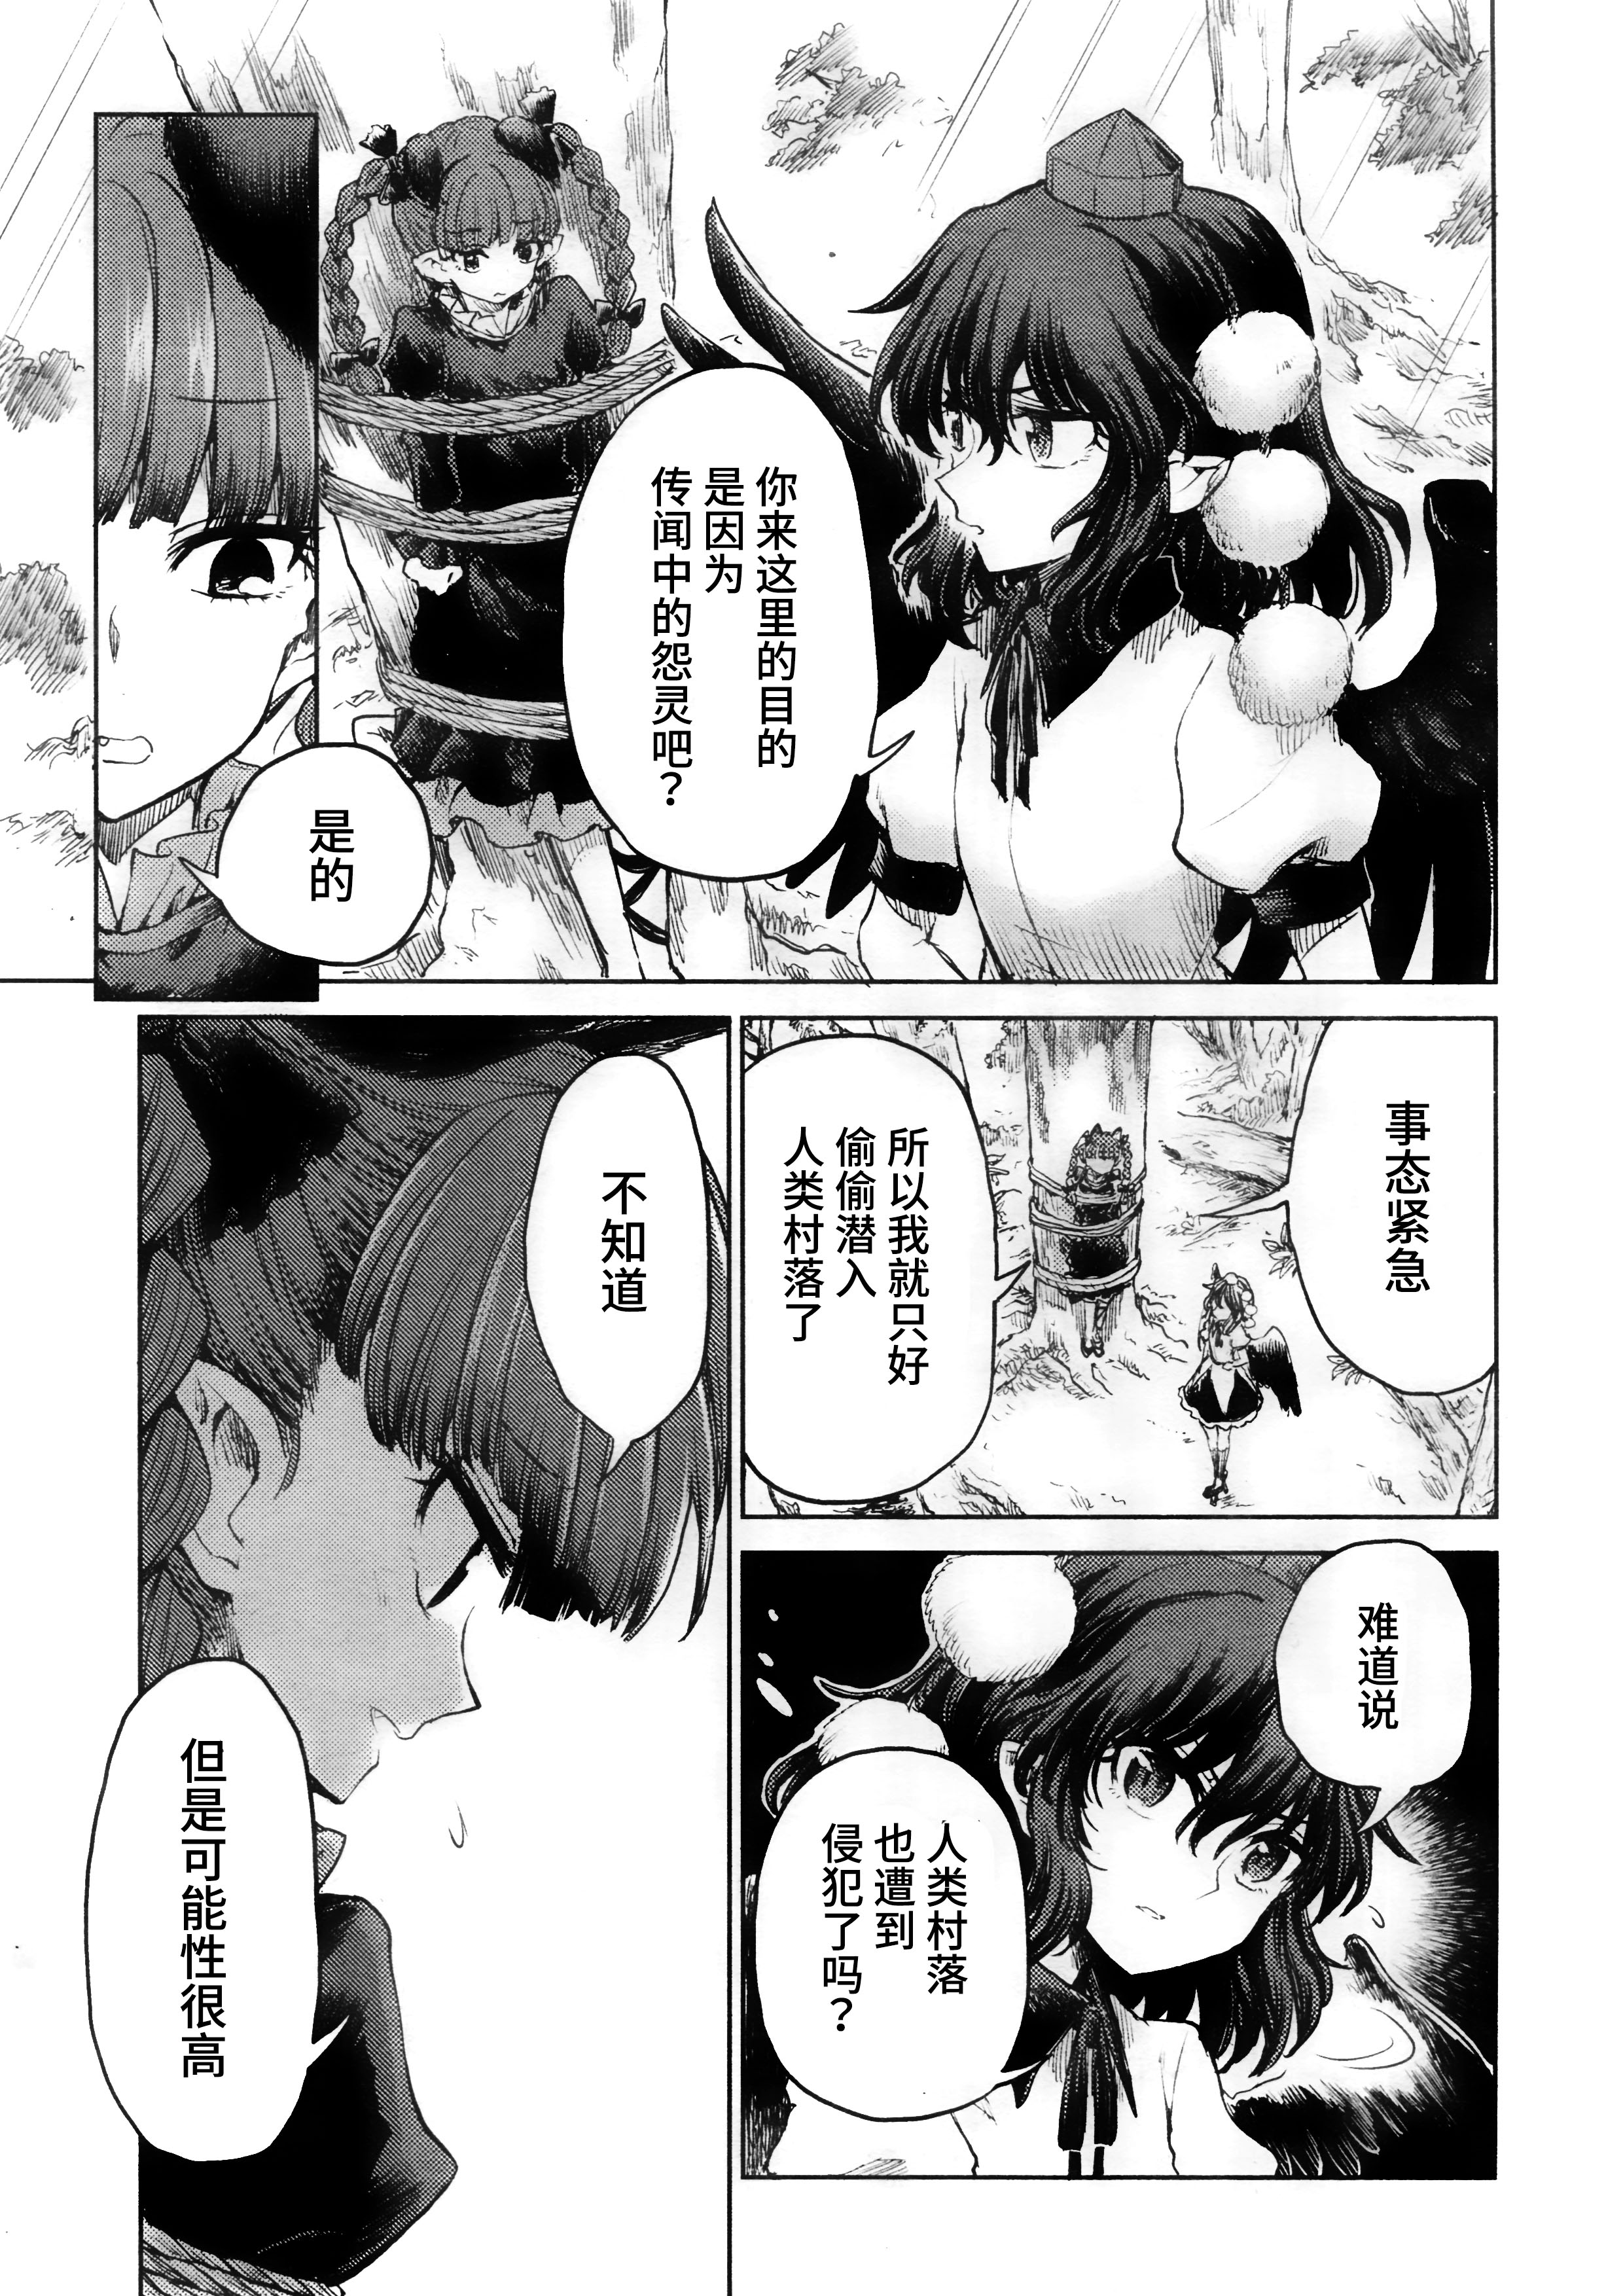 你来这里的目的
是因为
传闻中的怨灵吧？
是的
事态紧急
所以我就只好
偷偷潜入
人类村落了
难道说
人类村落
也遭到
侵犯了吗？
不知道
但是可能性很高